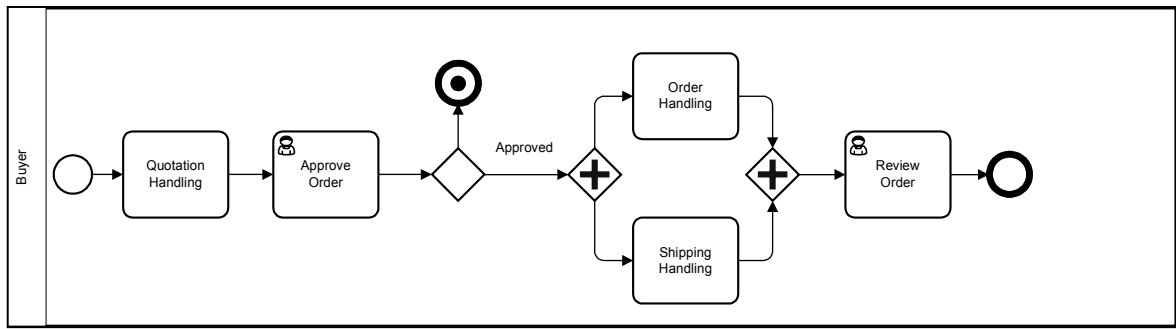 Buyer
Quotation
Handling
Approve
Order
Approved
Order
Handling
Shipping
Handling
Review
Order